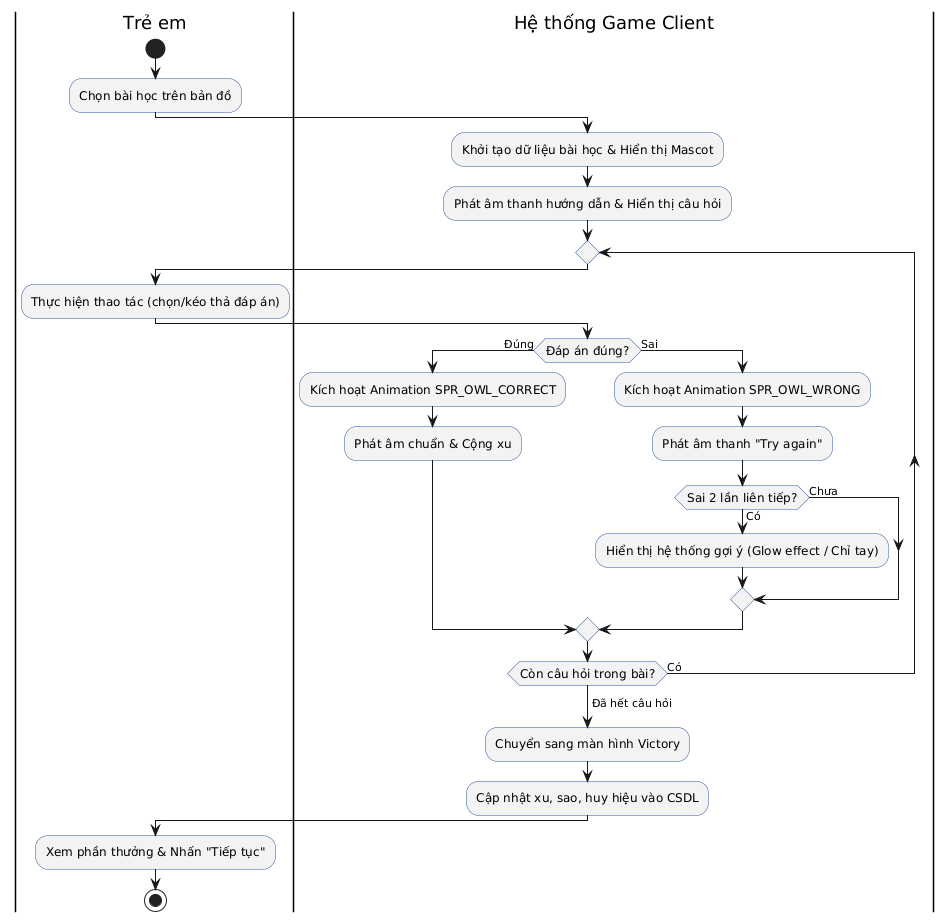 Trẻ em
Hệ thống Game Client
Chọn bài học trên bản đồ
Khởi tạo dữ liệu bài học & Hiển thị Mascot
Phát âm thanh hướng dẫn & Hiển thị câu hỏi
Thực hiện thao tác (chọn/kéo thả đáp án)
Đúng
Đáp án đúng?
Sai
Kích hoạt Animation SPR_OWL_CORRECT
Kích hoạt Animation SPR_OWL_WRONG
Phát âm chuẩn & Cộng xu
Phát âm thanh "Try again"
Sai 2 lần liên tiếp?
Chưa
Có
Hiển thị hệ thống gợi ý (Glow effect / Chỉ tay)
Còn câu hỏi trong bài?
Có
Đã hết câu hỏi
Chuyển sang màn hình Victory
Cập nhật xu, sao, huy hiệu vào CSDL
Xem phần thưởng & Nhấn "Tiếp tục"